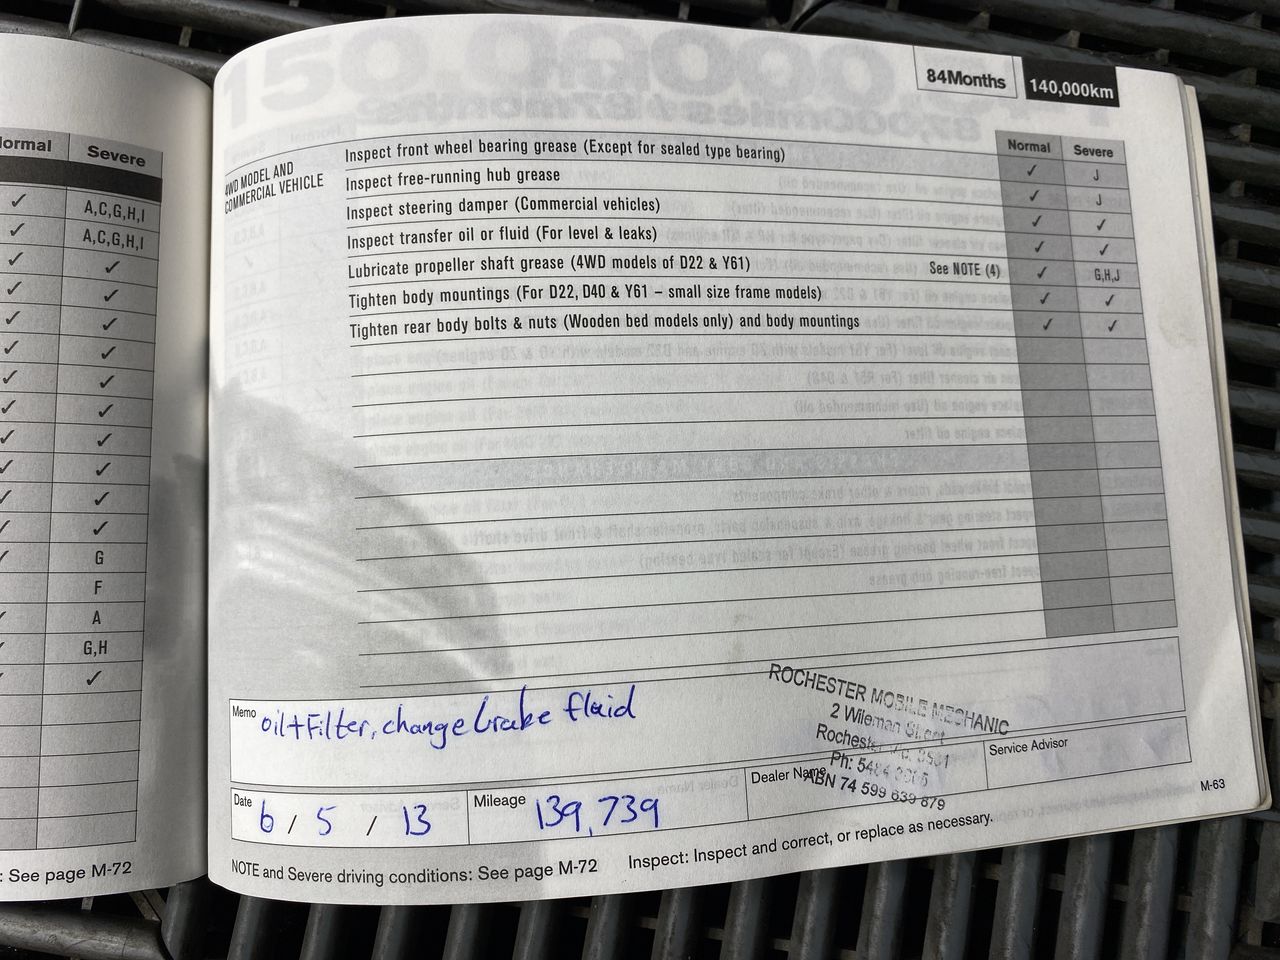 ormal Severe
A,C,G,H,I
A,C,G,H,I
G
F
A
G,H
: See page M-72
84Months 140,000km
Normal Severe
4WD MODEL AND
COMMERCIAL VEHICLE
Inspect front wheel bearing grease (Except for sealed type bearing) ✓ J
Inspect free-running hub grease ✓ J
Inspect steering damper (Commercial vehicles) ✓ ✓
Inspect transfer oil or fluid (For level & leaks) ✓ ✓
Lubricate propeller shaft grease (4WD models of D22 & Y61) See NOTE (4) ✓ G,H,J
Tighten body mountings (For D22, D40 & Y61 – small size frame models) ✓ ✓
Tighten rear body bolts & nuts (Wooden bed models only) and body mountings ✓ ✓
Memo oil+Filter, change brake fluid
ROCHESTER MOBILE MECHANIC
2 Wileman
Rochester
Ph: 5484
ABN 74 599 639 879
Date 6 / 5 / 13 Mileage 139,739 Dealer Name Service Advisor
M-63
NOTE and Severe driving conditions: See page M-72 Inspect: Inspect and correct, or replace as necessary.